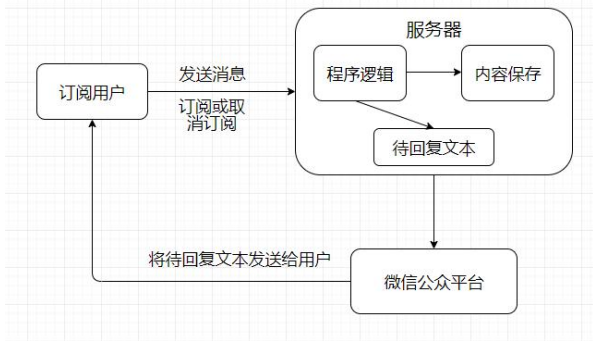 服务器
订阅用户
发送消息
订阅或取
消订阅
程序逻辑
内容保存
待回复文本
将待回复文本发送给用户
微信公众平台